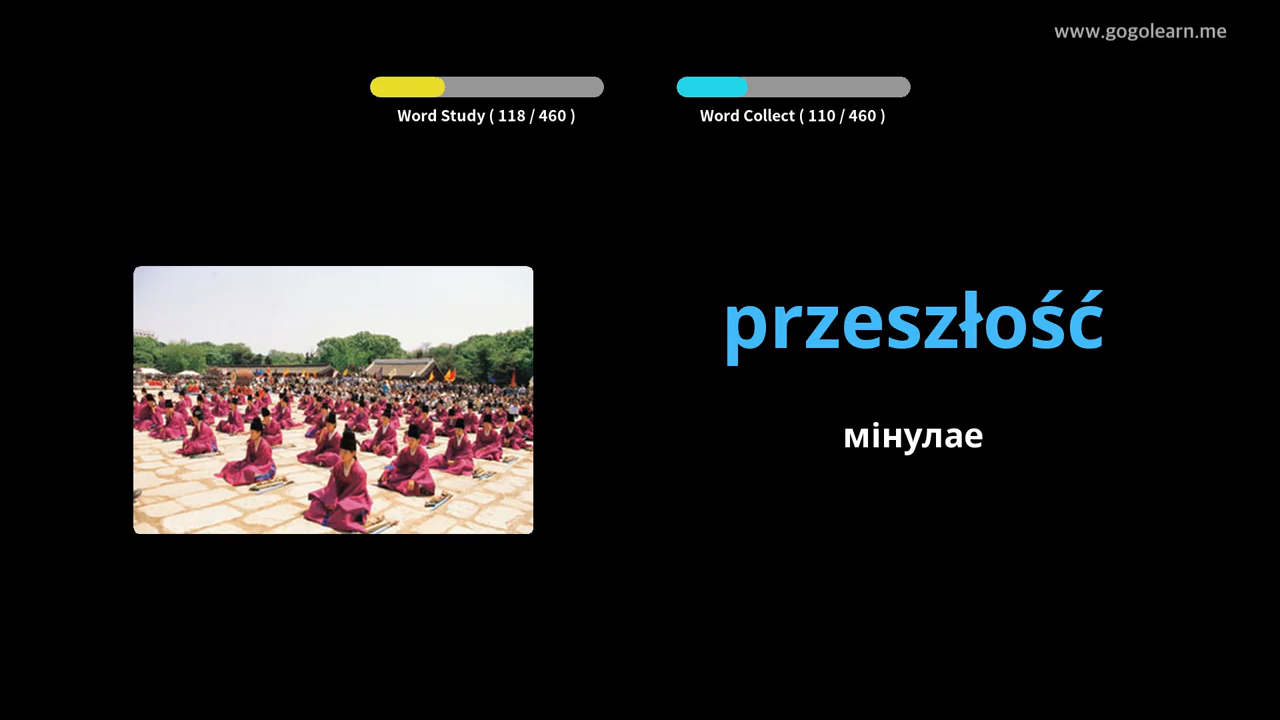 www.gogolearn.me
Word Study ( 118 / 460 )
Word Collect ( 110 / 460 )
przeszłość
мінулае